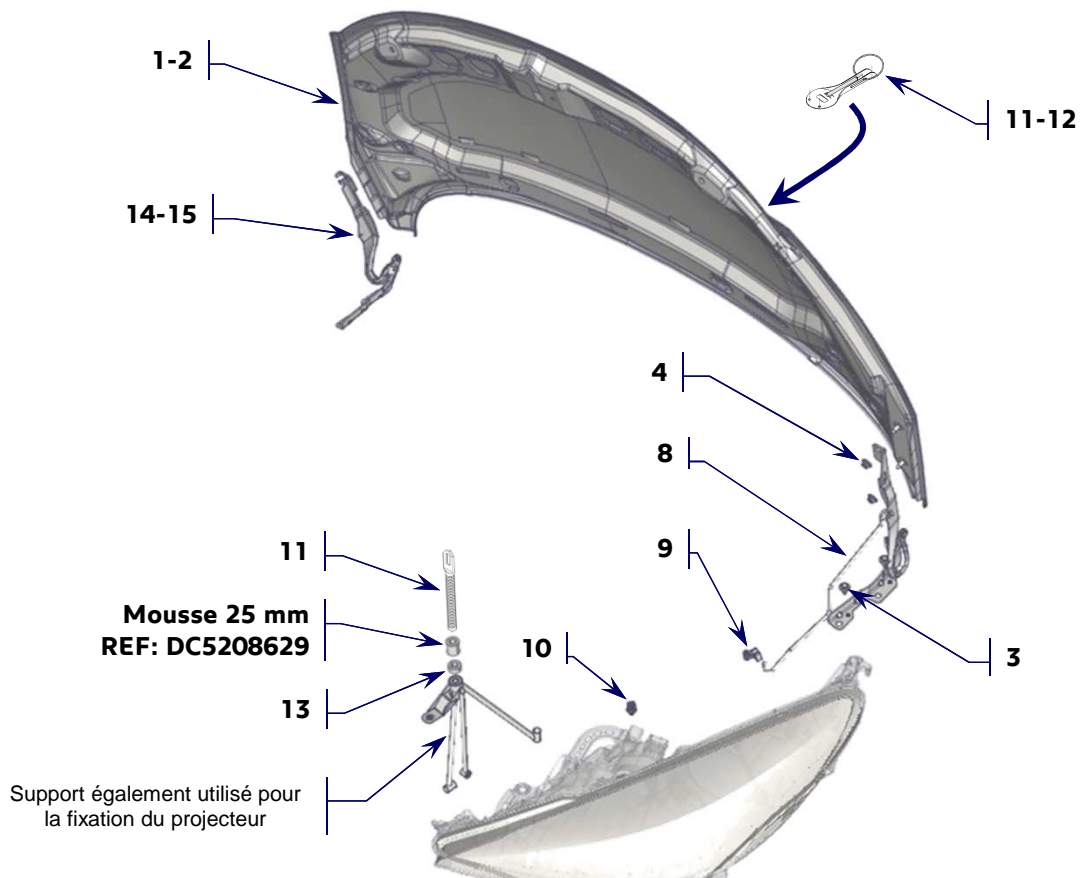 1-2
11-12
14-15
4
8
11
9
Mousse 25 mm
REF: DC5208629
10
3
13
Support également utilisé pour
la fixation du projecteur